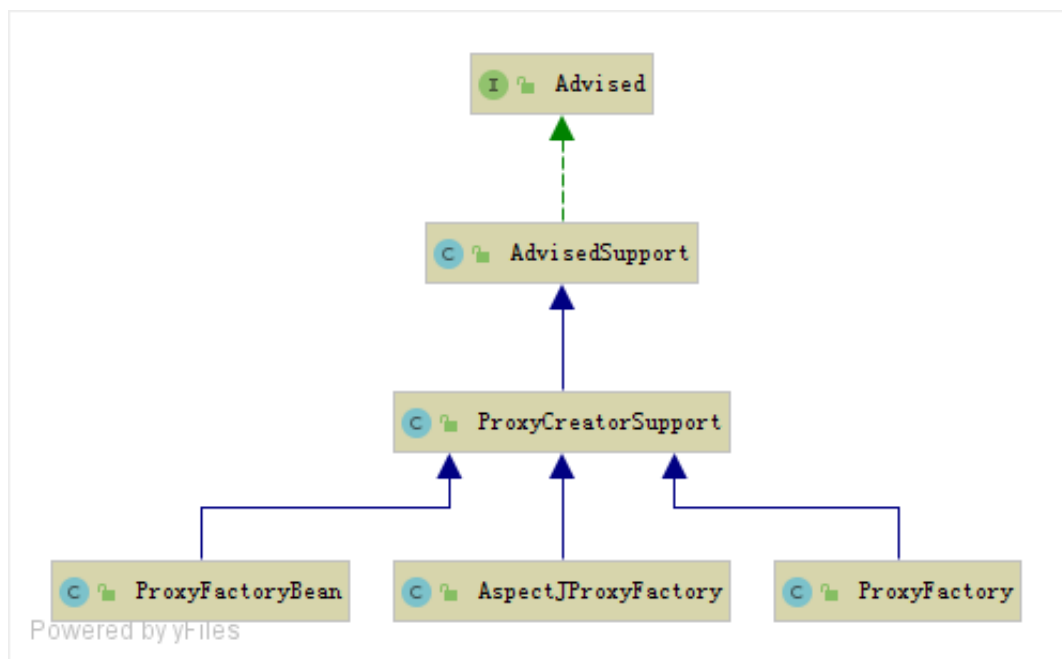 I Advised
C AdvisedSupport
C ProxyCreatorSupport
C ProxyFactoryBean
C AspectJProxyFactory
C ProxyFactory
Powered by yFiles